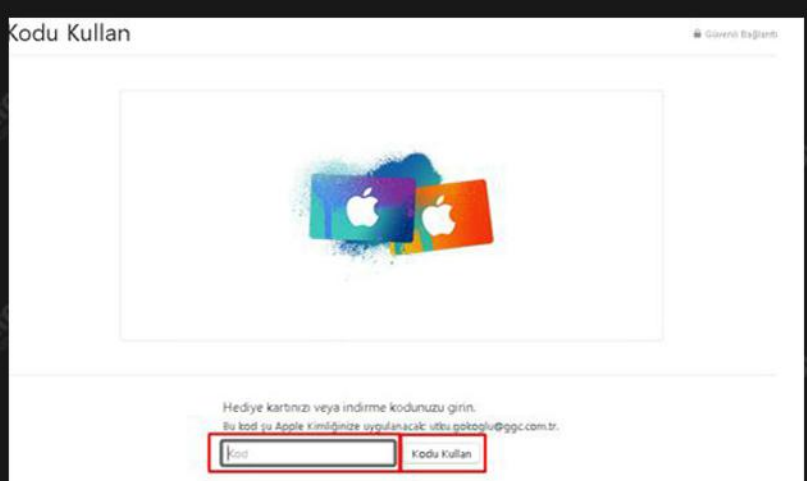 Kodu Kullan
Güvenli Bağlantı
Hediye kartınızı veya indirme kodunuzu girin.
Bu kod şu Apple Kimliğinize uygulanacak: utku.gokoglu@ggc.com.tr.
Kod
Kodu Kullan